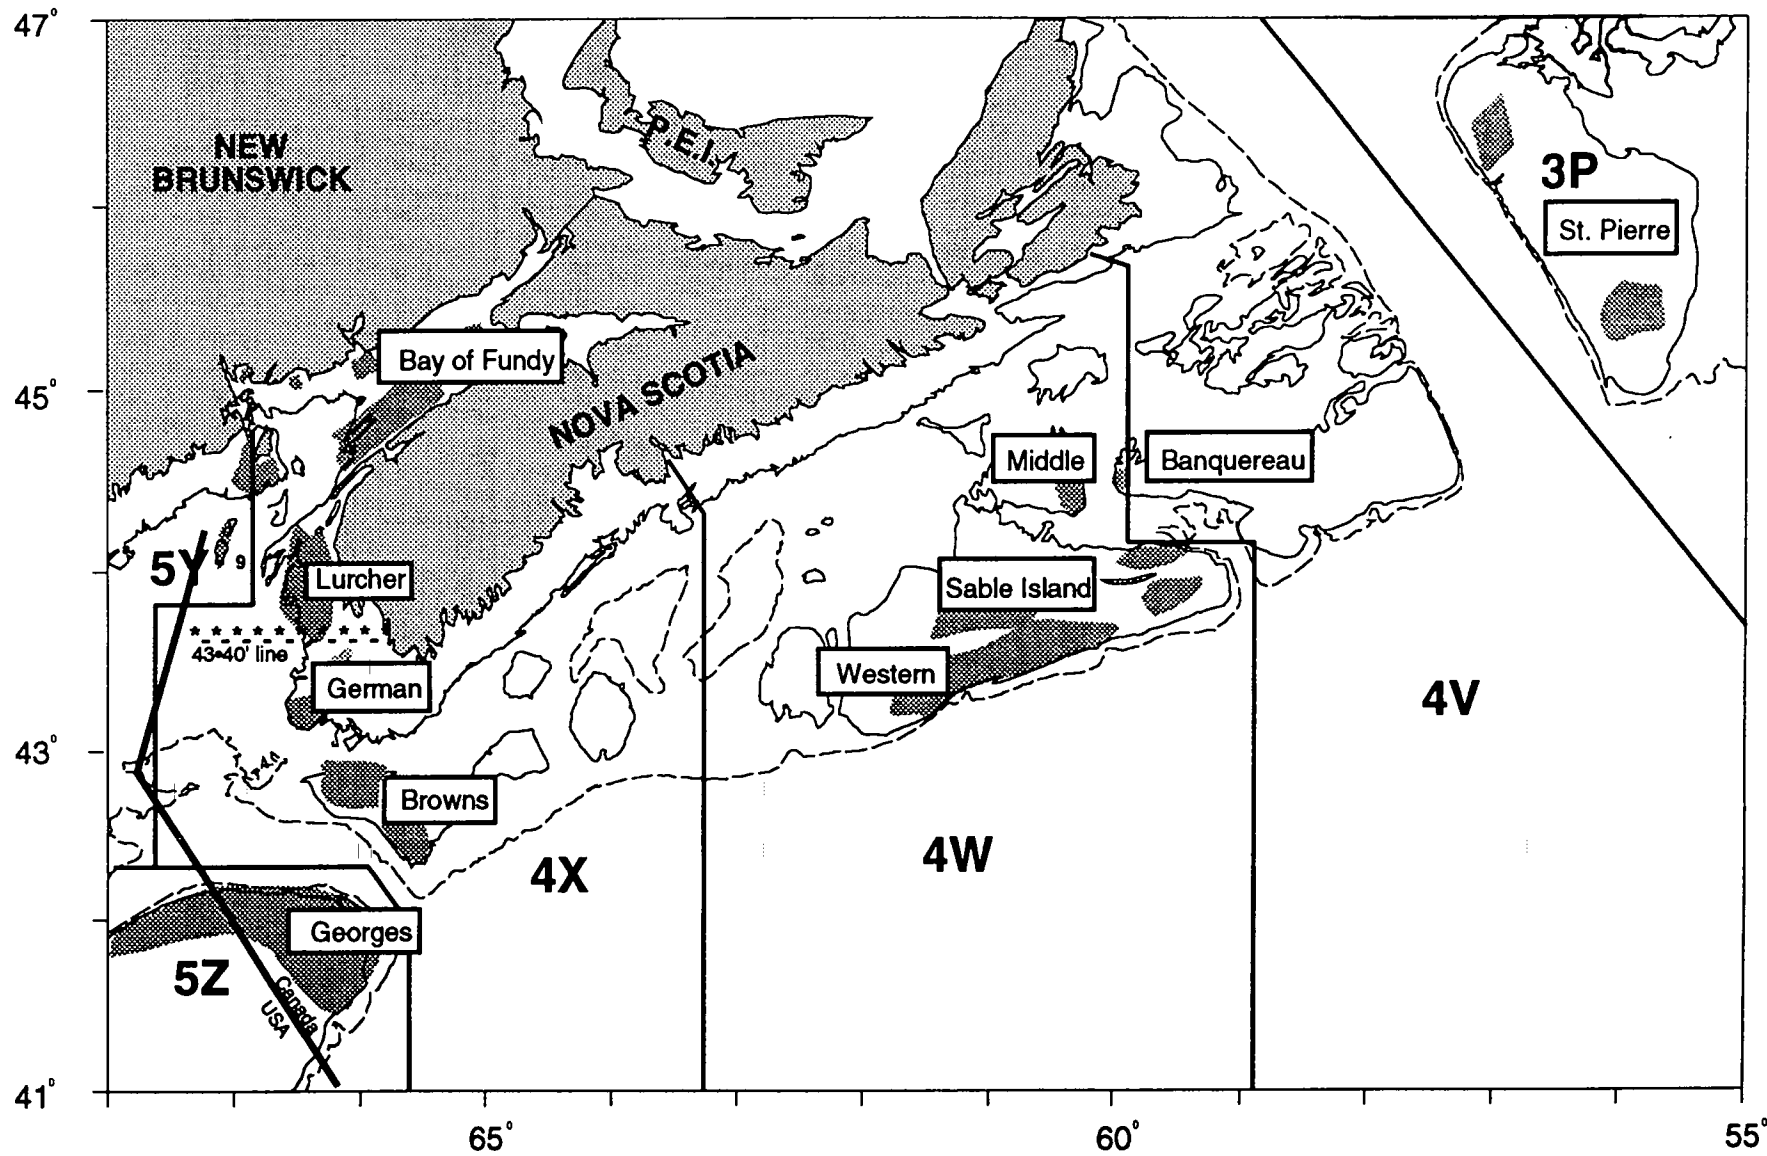 47°
NEW
BRUNSWICK
P.E.I.
3P
St. Pierre
Bay of Fundy
NOVA SCOTIA
45°
Middle
Banquereau
5Y
9
Lurcher
Sable Island
* * * * * * * * *
43°40' line
German
Western
4V
43°
Browns
4X
4W
Georges
5Z
Canada
USA
41°
65°
60°
55°